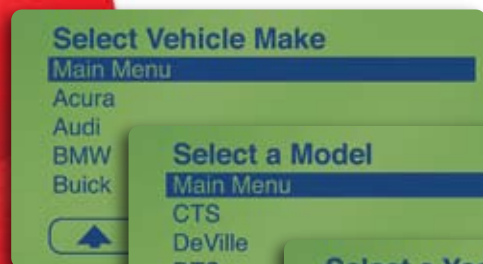 Select Vehicle Make
Main Menu
Acura
Audi
BMW
Buick
Select a Model
Main Menu
CTS
DeVille